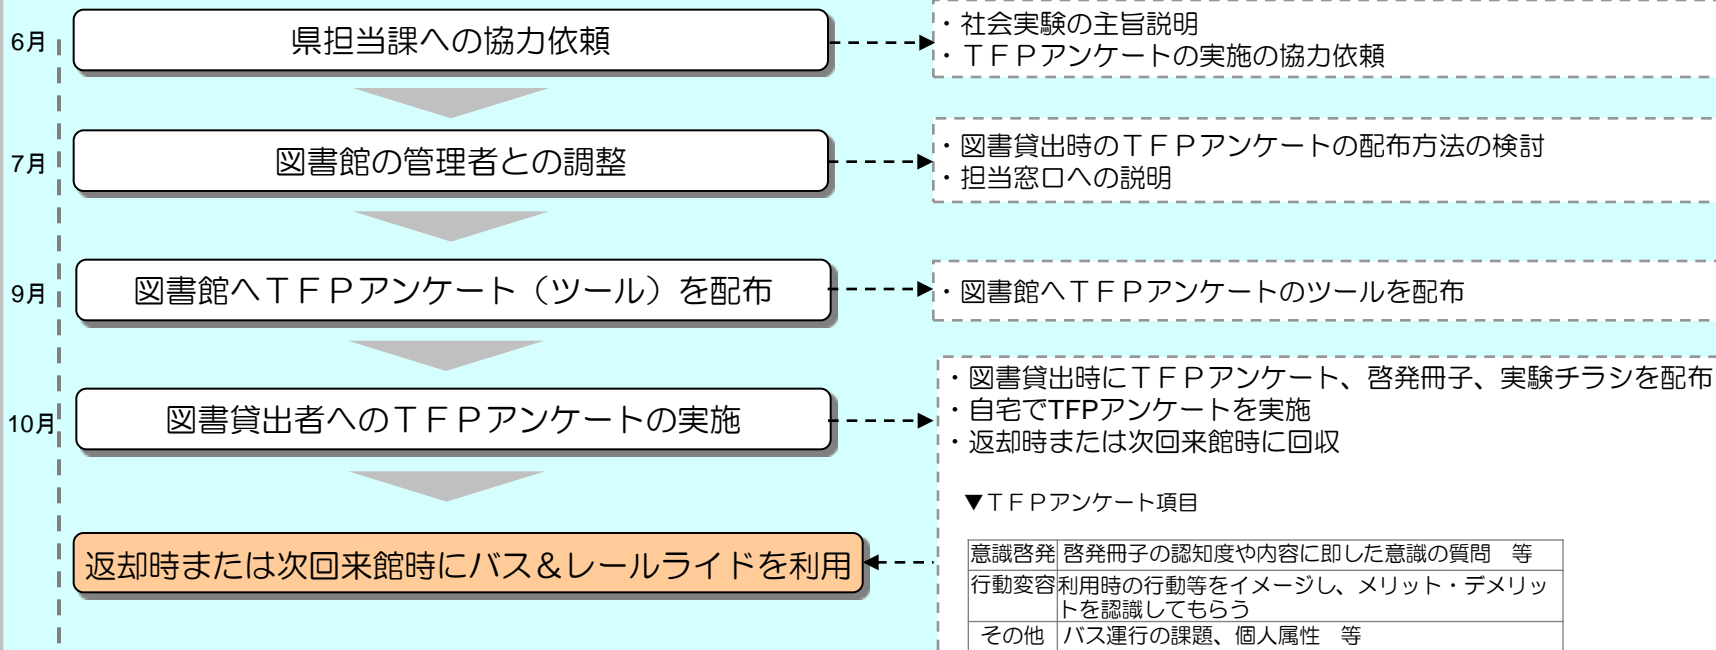 6月
県担当課への協力依頼
・社会実験の主旨説明
・ＴＦＰアンケートの実施の協力依頼
7月
図書館の管理者との調整
・図書貸出時のＴＦＰアンケートの配布方法の検討
・担当窓口への説明
9月
図書館へＴＦＰアンケート（ツール）を配布
・図書館へＴＦＰアンケートのツールを配布
10月
図書貸出者へのＴＦＰアンケートの実施
・図書貸出時にＴＦＰアンケート、啓発冊子、実験チラシを配布
・自宅でTFPアンケートを実施
・返却時または次回来館時に回収
▼ＴＦＰアンケート項目
意識啓発 啓発冊子の認知度や内容に即した意識の質問　等
行動変容 利用時の行動等をイメージし、メリット・デメリッ
トを認識してもらう
その他 バス運行の課題、個人属性　等
返却時または次回来館時にバス＆レールライドを利用